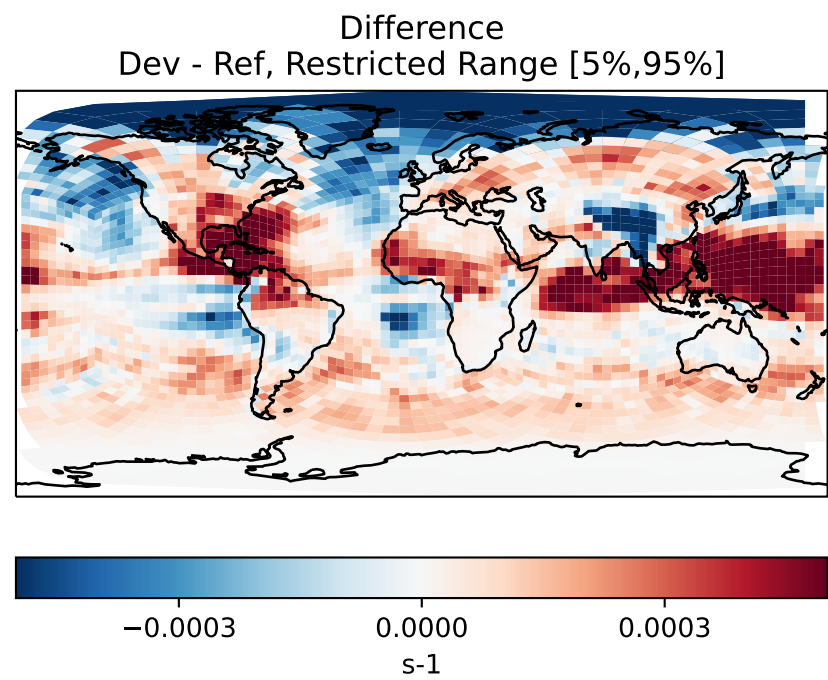 Difference
Dev - Ref, Restricted Range [5%,95%]
−0.0003 0.0000 0.0003
s-1